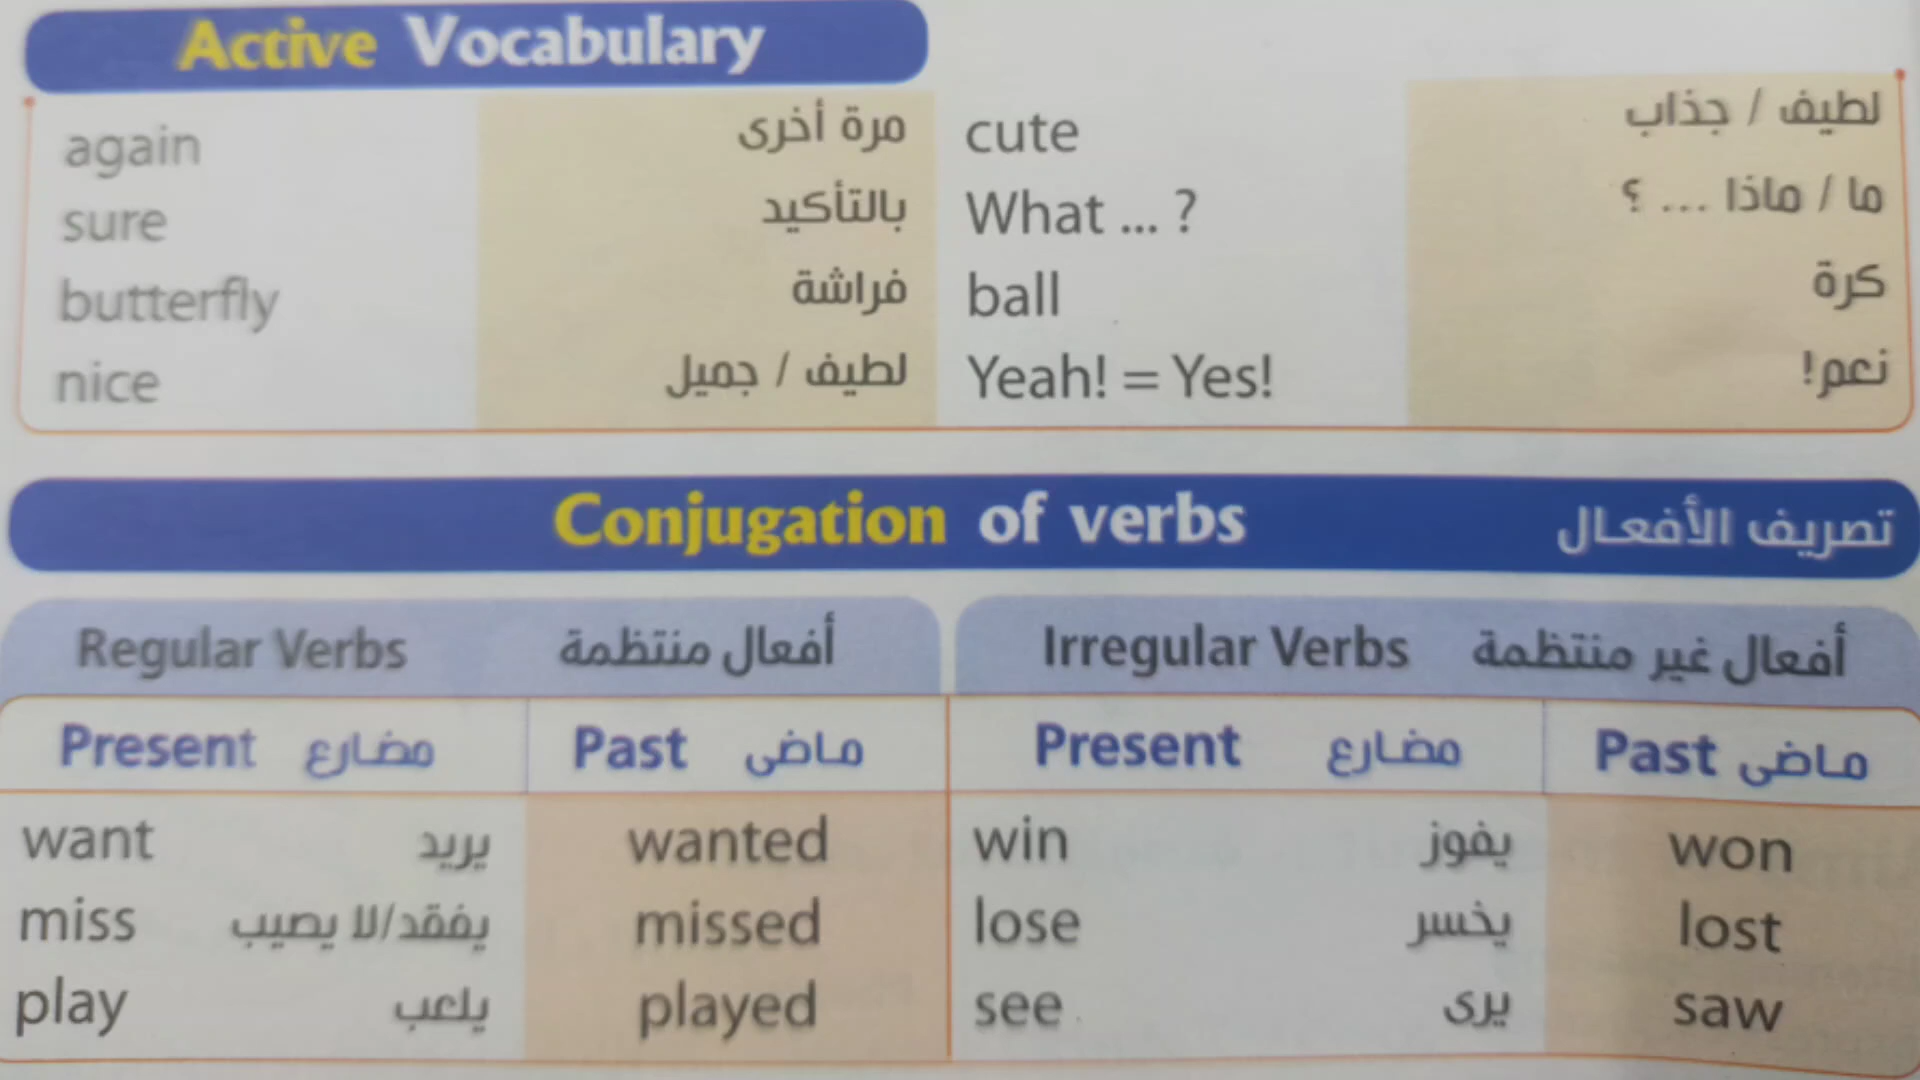 Active Vocabulary
again مرة أخرى cute لطيف / جذاب
sure بالتأكيد What ... ? ما / ماذا ... ؟
butterfly فراشة ball كرة
nice لطيف / جميل Yeah! = Yes! نعم!
Conjugation of verbs تصريف الأفعال
Regular Verbs أفعال منتظمة Irregular Verbs أفعال غير منتظمة
Present مضارع Past ماضى Present مضارع Past ماضى
want يريد wanted win يفوز won
miss يفقد/لا يصيب missed lose يخسر lost
play يلعب played see يرى saw